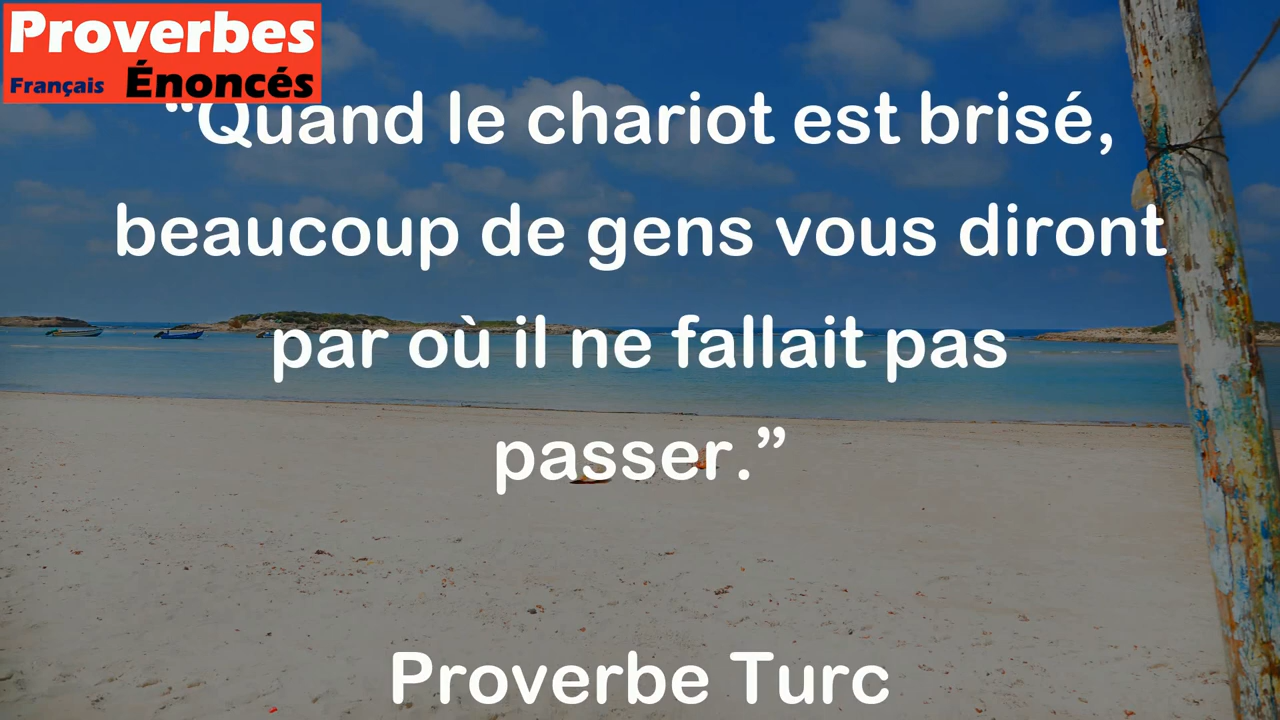 Proverbes
Français Énoncés
“Quand le chariot est brisé,
beaucoup de gens vous diront
par où il ne fallait pas
passer.”
Proverbe Turc